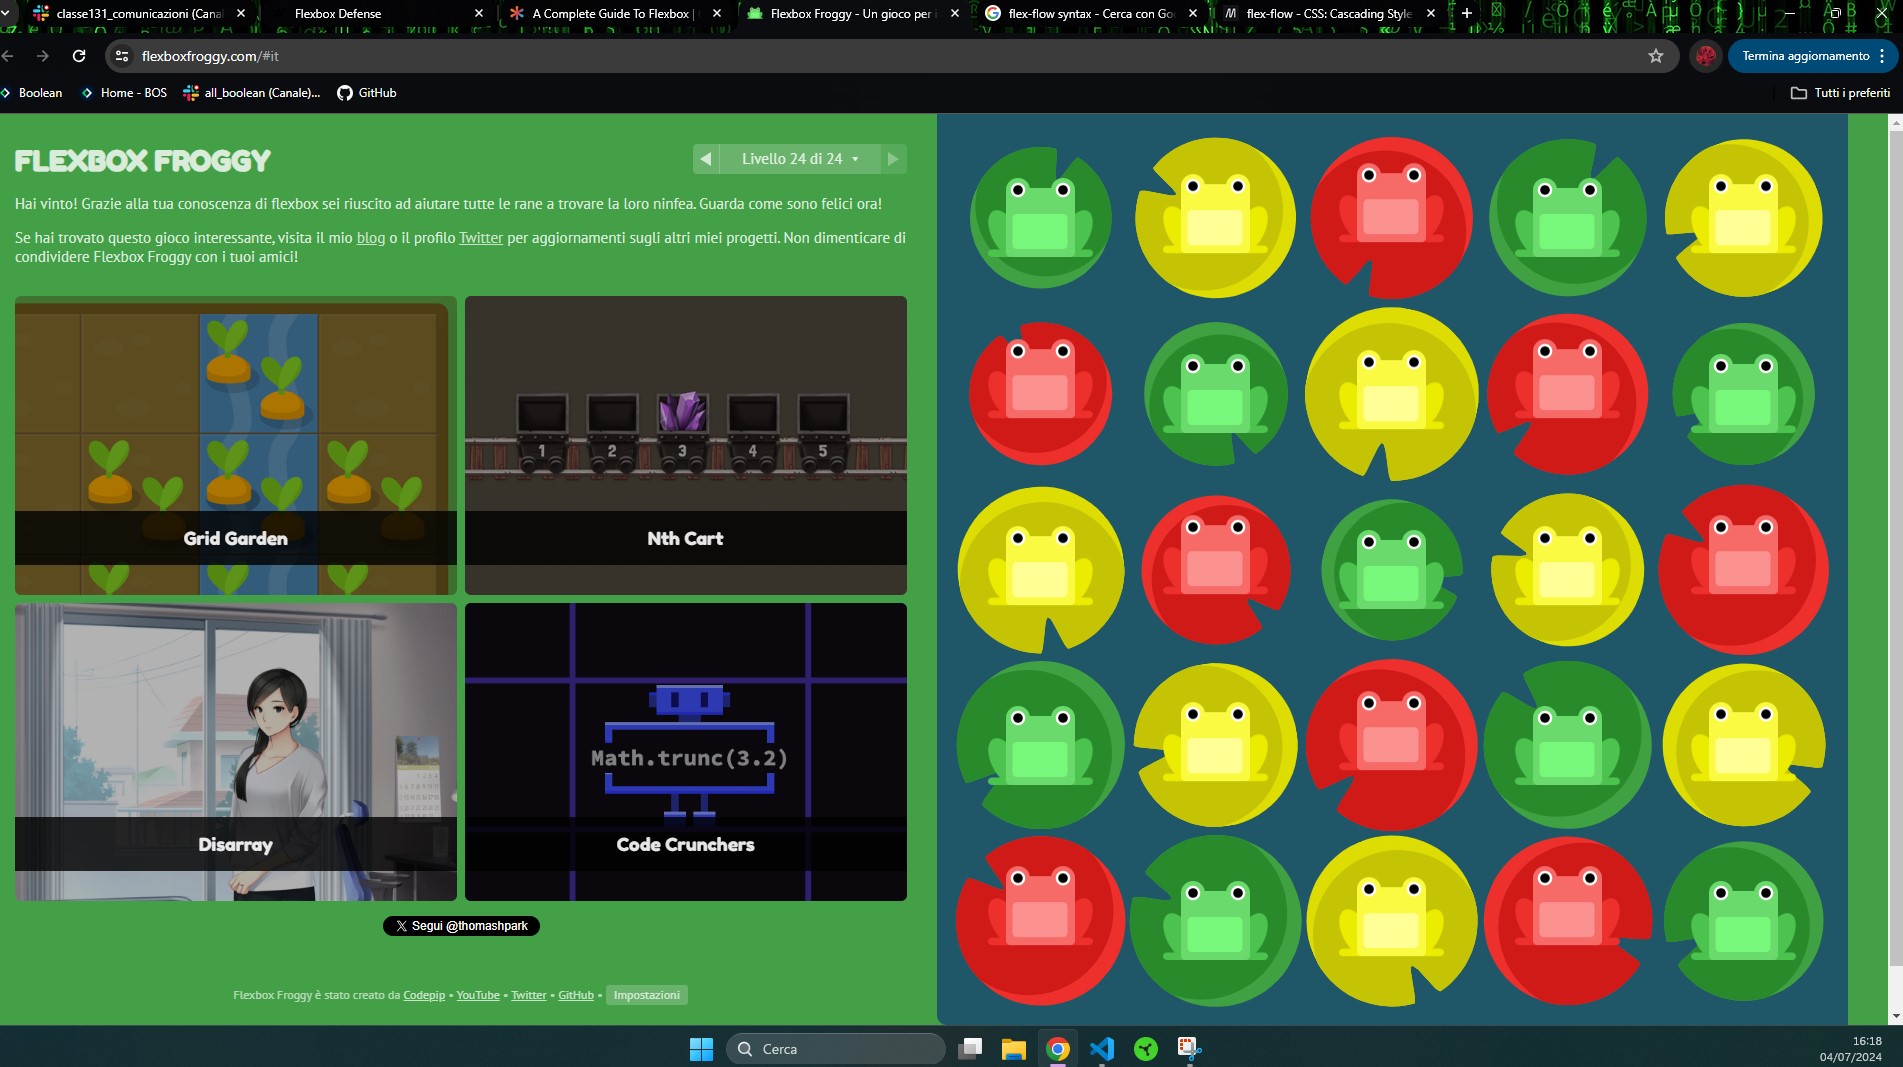 classe131_comunicazioni (Cana
Flexbox Defense
A Complete Guide To Flexbox |
Flexbox Froggy - Un gioco per i
flex-flow syntax - Cerca con Go
flex-flow - CSS: Cascading Style
flexboxfroggy.com/#it
Termina aggiornamento
Boolean
Home - BOS
all_boolean (Canale)...
GitHub
Tutti i preferiti
FLEXBOX FROGGY
Livello 24 di 24
Hai vinto! Grazie alla tua conoscenza di flexbox sei riuscito ad aiutare tutte le rane a trovare la loro ninfea. Guarda come sono felici ora!
Se hai trovato questo gioco interessante, visita il mio blog o il profilo Twitter per aggiornamenti sugli altri miei progetti. Non dimenticare di
condividere Flexbox Froggy con i tuoi amici!
1 2 3 4 5
Grid Garden
Nth Cart
Math.trunc(3.2)
Disarray
Code Crunchers
Segui @thomashpark
Flexbox Froggy è stato creato da Codepip • YouTube • Twitter • GitHub • Impostazioni
Cerca
16:18
04/07/2024